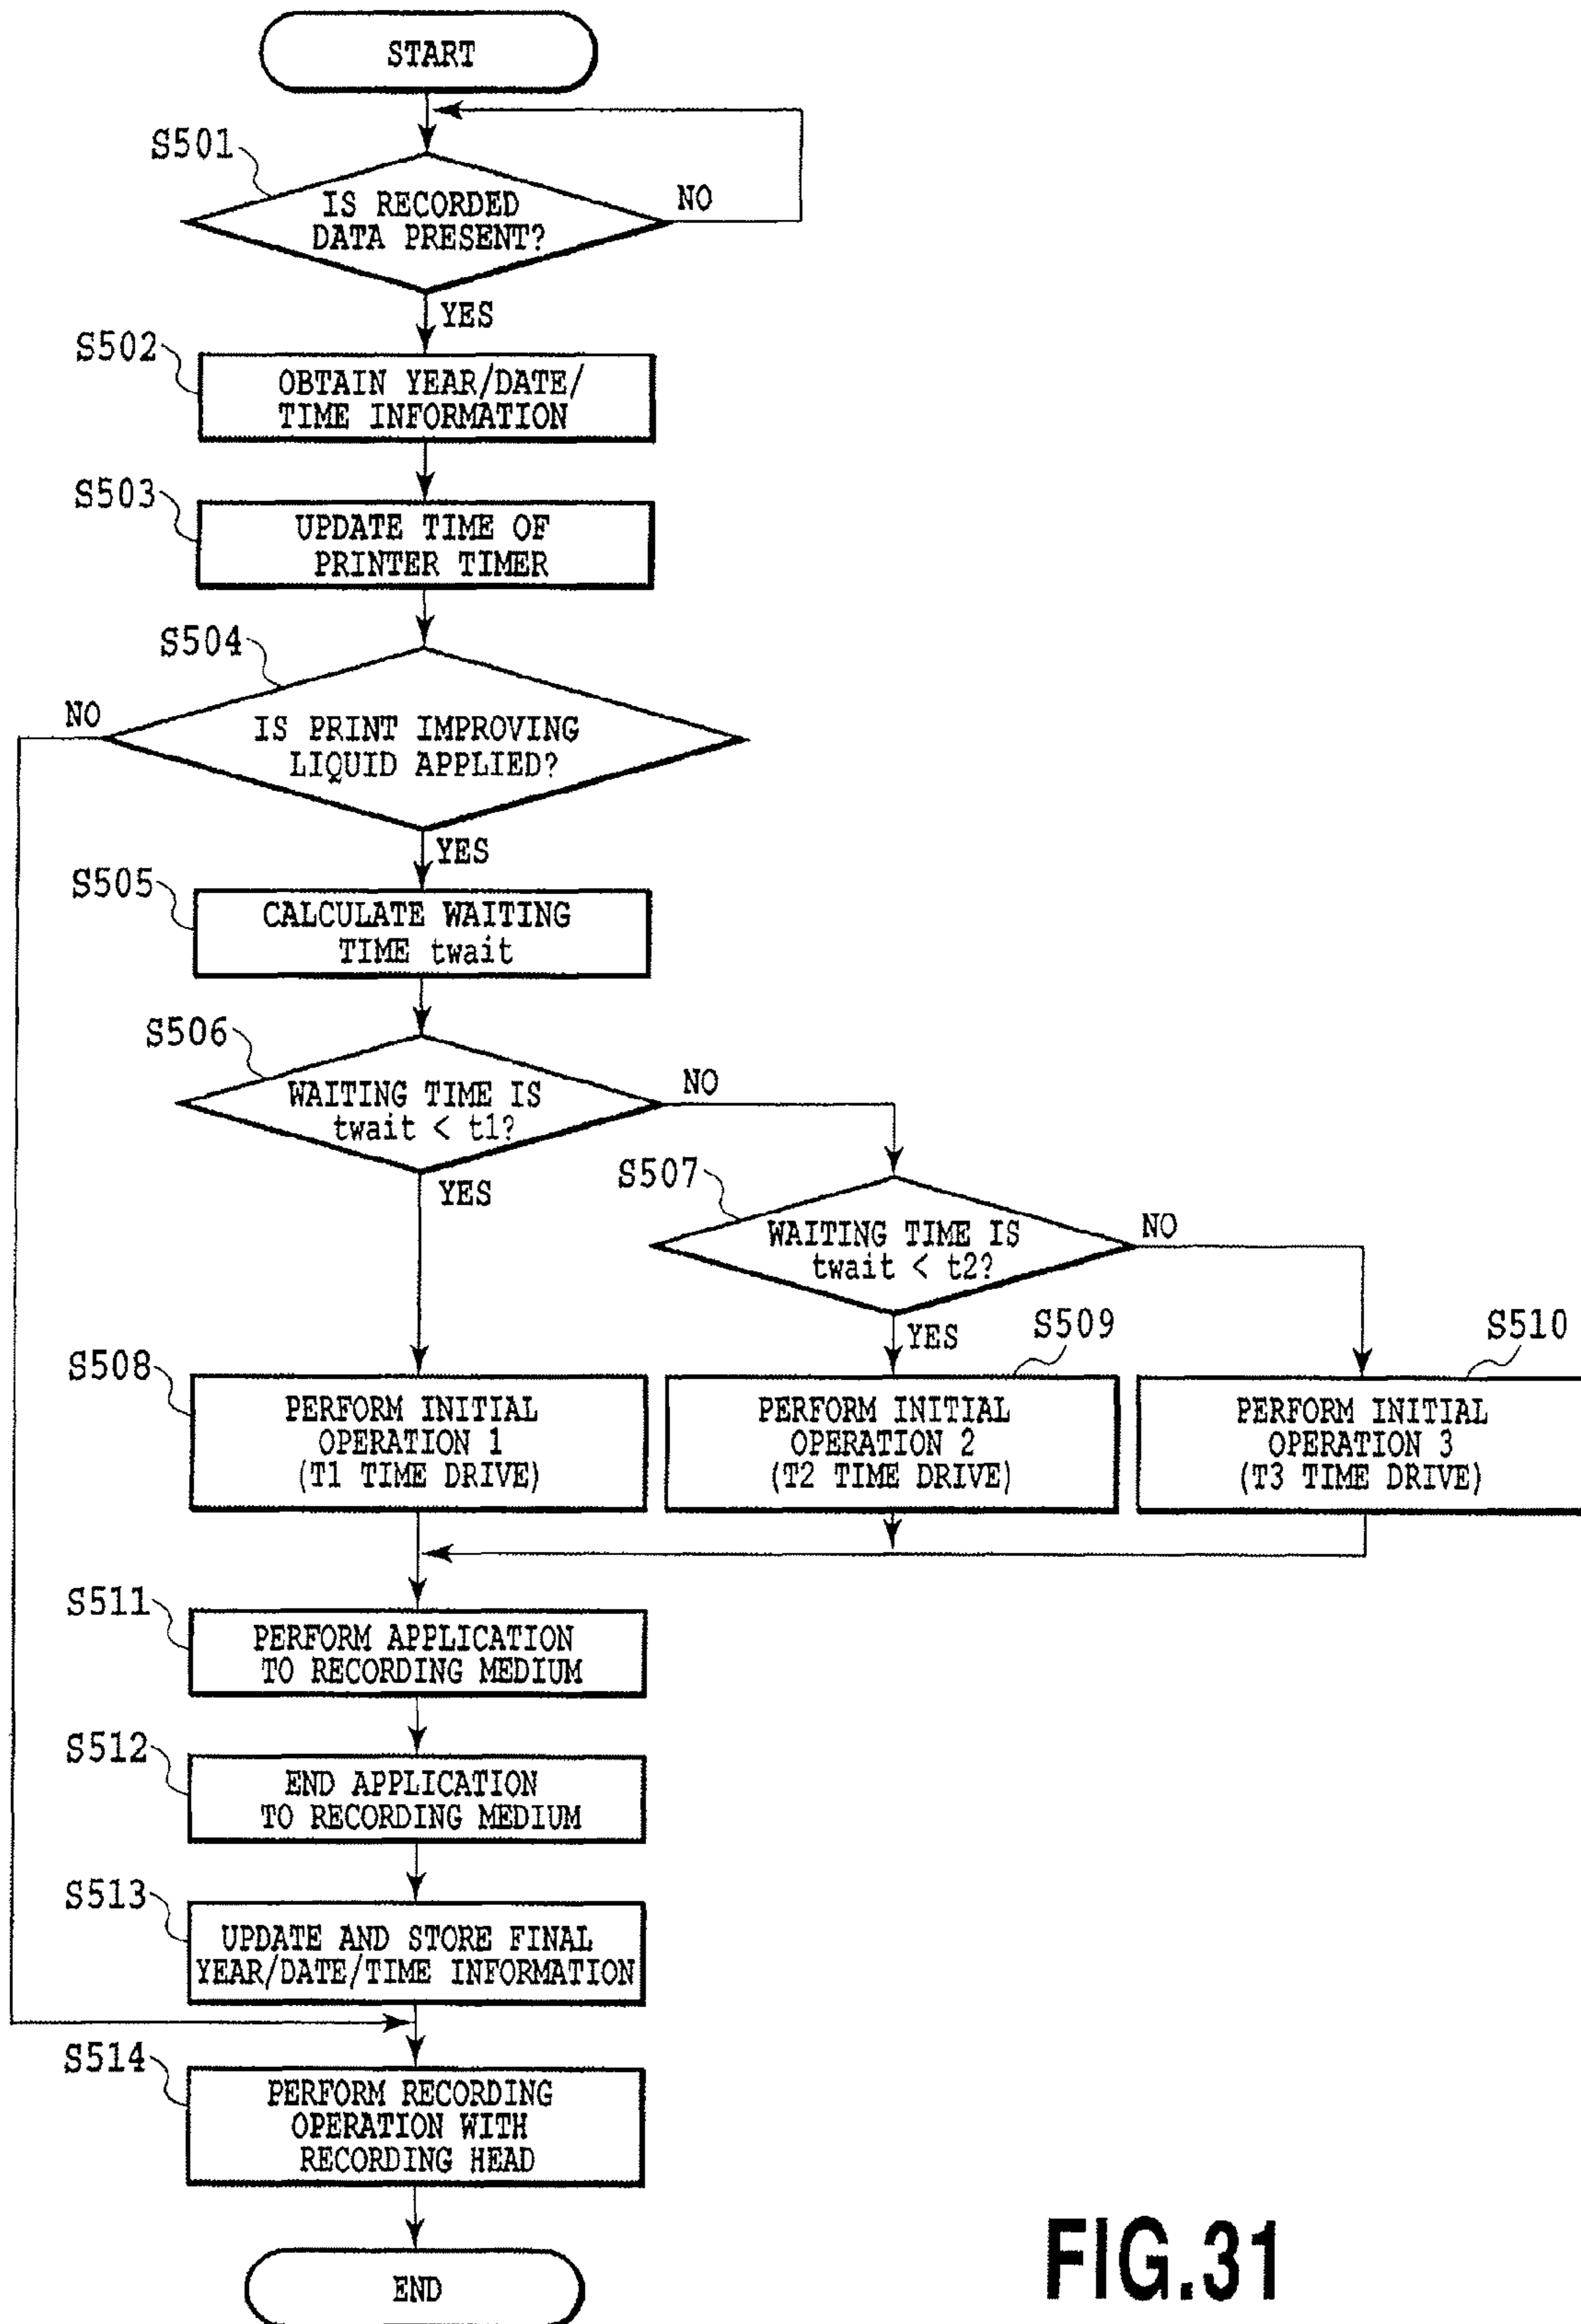 START
S501
IS RECORDED
DATA PRESENT?
NO
YES
S502
OBTAIN YEAR/DATE/
TIME INFORMATION
S503
UPDATE TIME OF
PRINTER TIMER
S504
NO
IS PRINT IMPROVING
LIQUID APPLIED?
YES
S505
CALCULATE WAITING
TIME twait
S506
WAITING TIME IS
twait < t1?
NO
YES
S507
WAITING TIME IS
twait < t2?
NO
YES
S508
PERFORM INITIAL
OPERATION 1
(T1 TIME DRIVE)
S509
PERFORM INITIAL
OPERATION 2
(T2 TIME DRIVE)
S510
PERFORM INITIAL
OPERATION 3
(T3 TIME DRIVE)
S511
PERFORM APPLICATION
TO RECORDING MEDIUM
S512
END APPLICATION
TO RECORDING MEDIUM
S513
UPDATE AND STORE FINAL
YEAR/DATE/TIME INFORMATION
S514
PERFORM RECORDING
OPERATION WITH
RECORDING HEAD
END
FIG.31